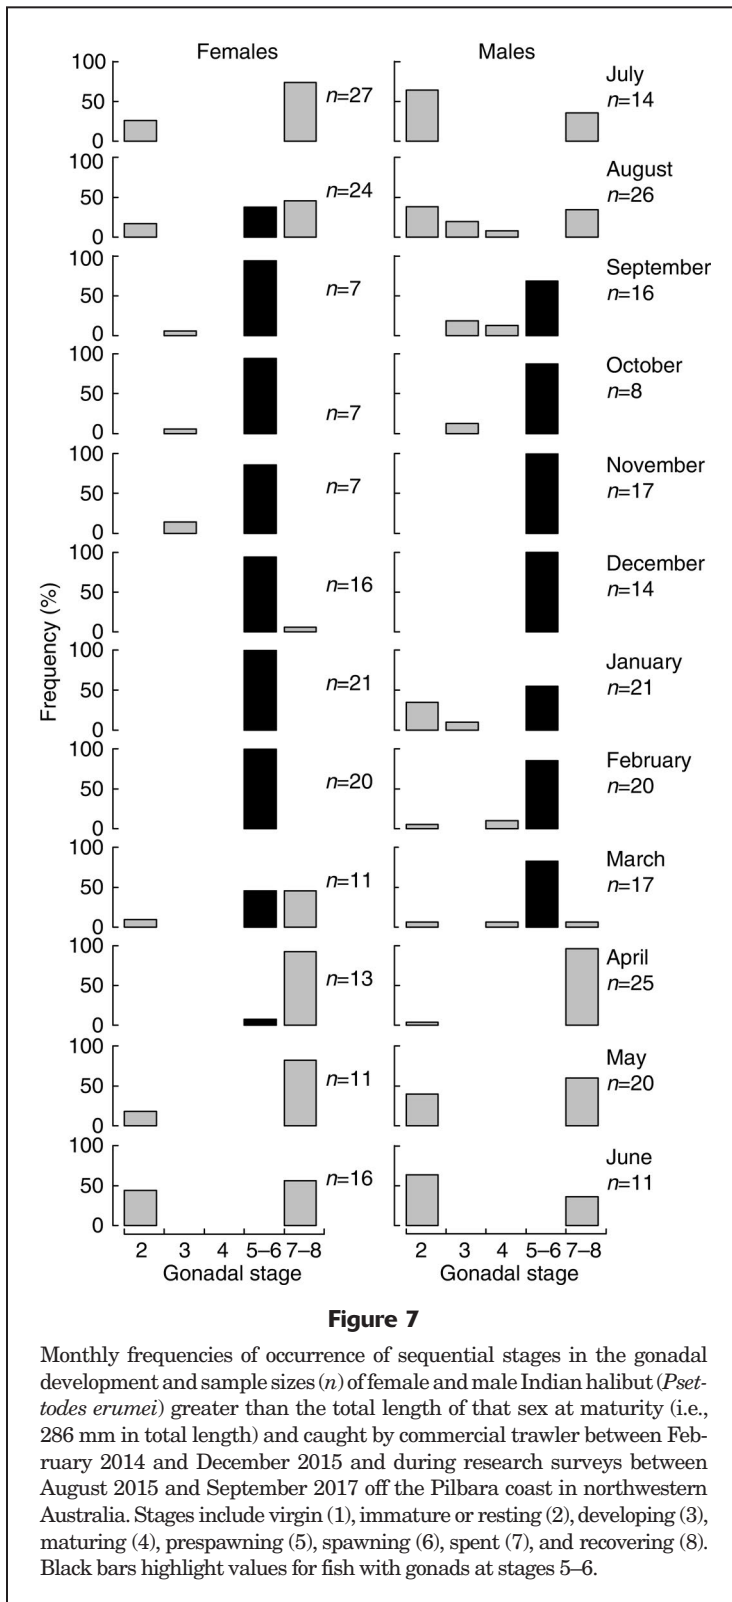 Females Males
100
50
0
n=27
July
n=14
100
50
0
n=24
August
n=26
100
50
0
n=7
September
n=16
100
50
0
n=7
October
n=8
100
50
0
n=7
November
n=17
100
50
0
n=16
December
n=14
100
50
0
n=21
January
n=21
100
50
0
n=20
February
n=20
100
50
0
n=11
March
n=17
100
50
0
n=13
April
n=25
100
50
0
n=11
May
n=20
100
50
0
n=16
June
n=11
Frequency (%)
2 3 4 5–6 7–8 2 3 4 5–6 7–8
Gonadal stage Gonadal stage
Figure 7
Monthly frequencies of occurrence of sequential stages in the gonadal
development and sample sizes (n) of female and male Indian halibut (Pset-
todes erumei) greater than the total length of that sex at maturity (i.e.,
286 mm in total length) and caught by commercial trawler between Feb-
ruary 2014 and December 2015 and during research surveys between
August 2015 and September 2017 off the Pilbara coast in northwestern
Australia. Stages include virgin (1), immature or resting (2), developing (3),
maturing (4), prespawning (5), spawning (6), spent (7), and recovering (8).
Black bars highlight values for fish with gonads at stages 5–6.